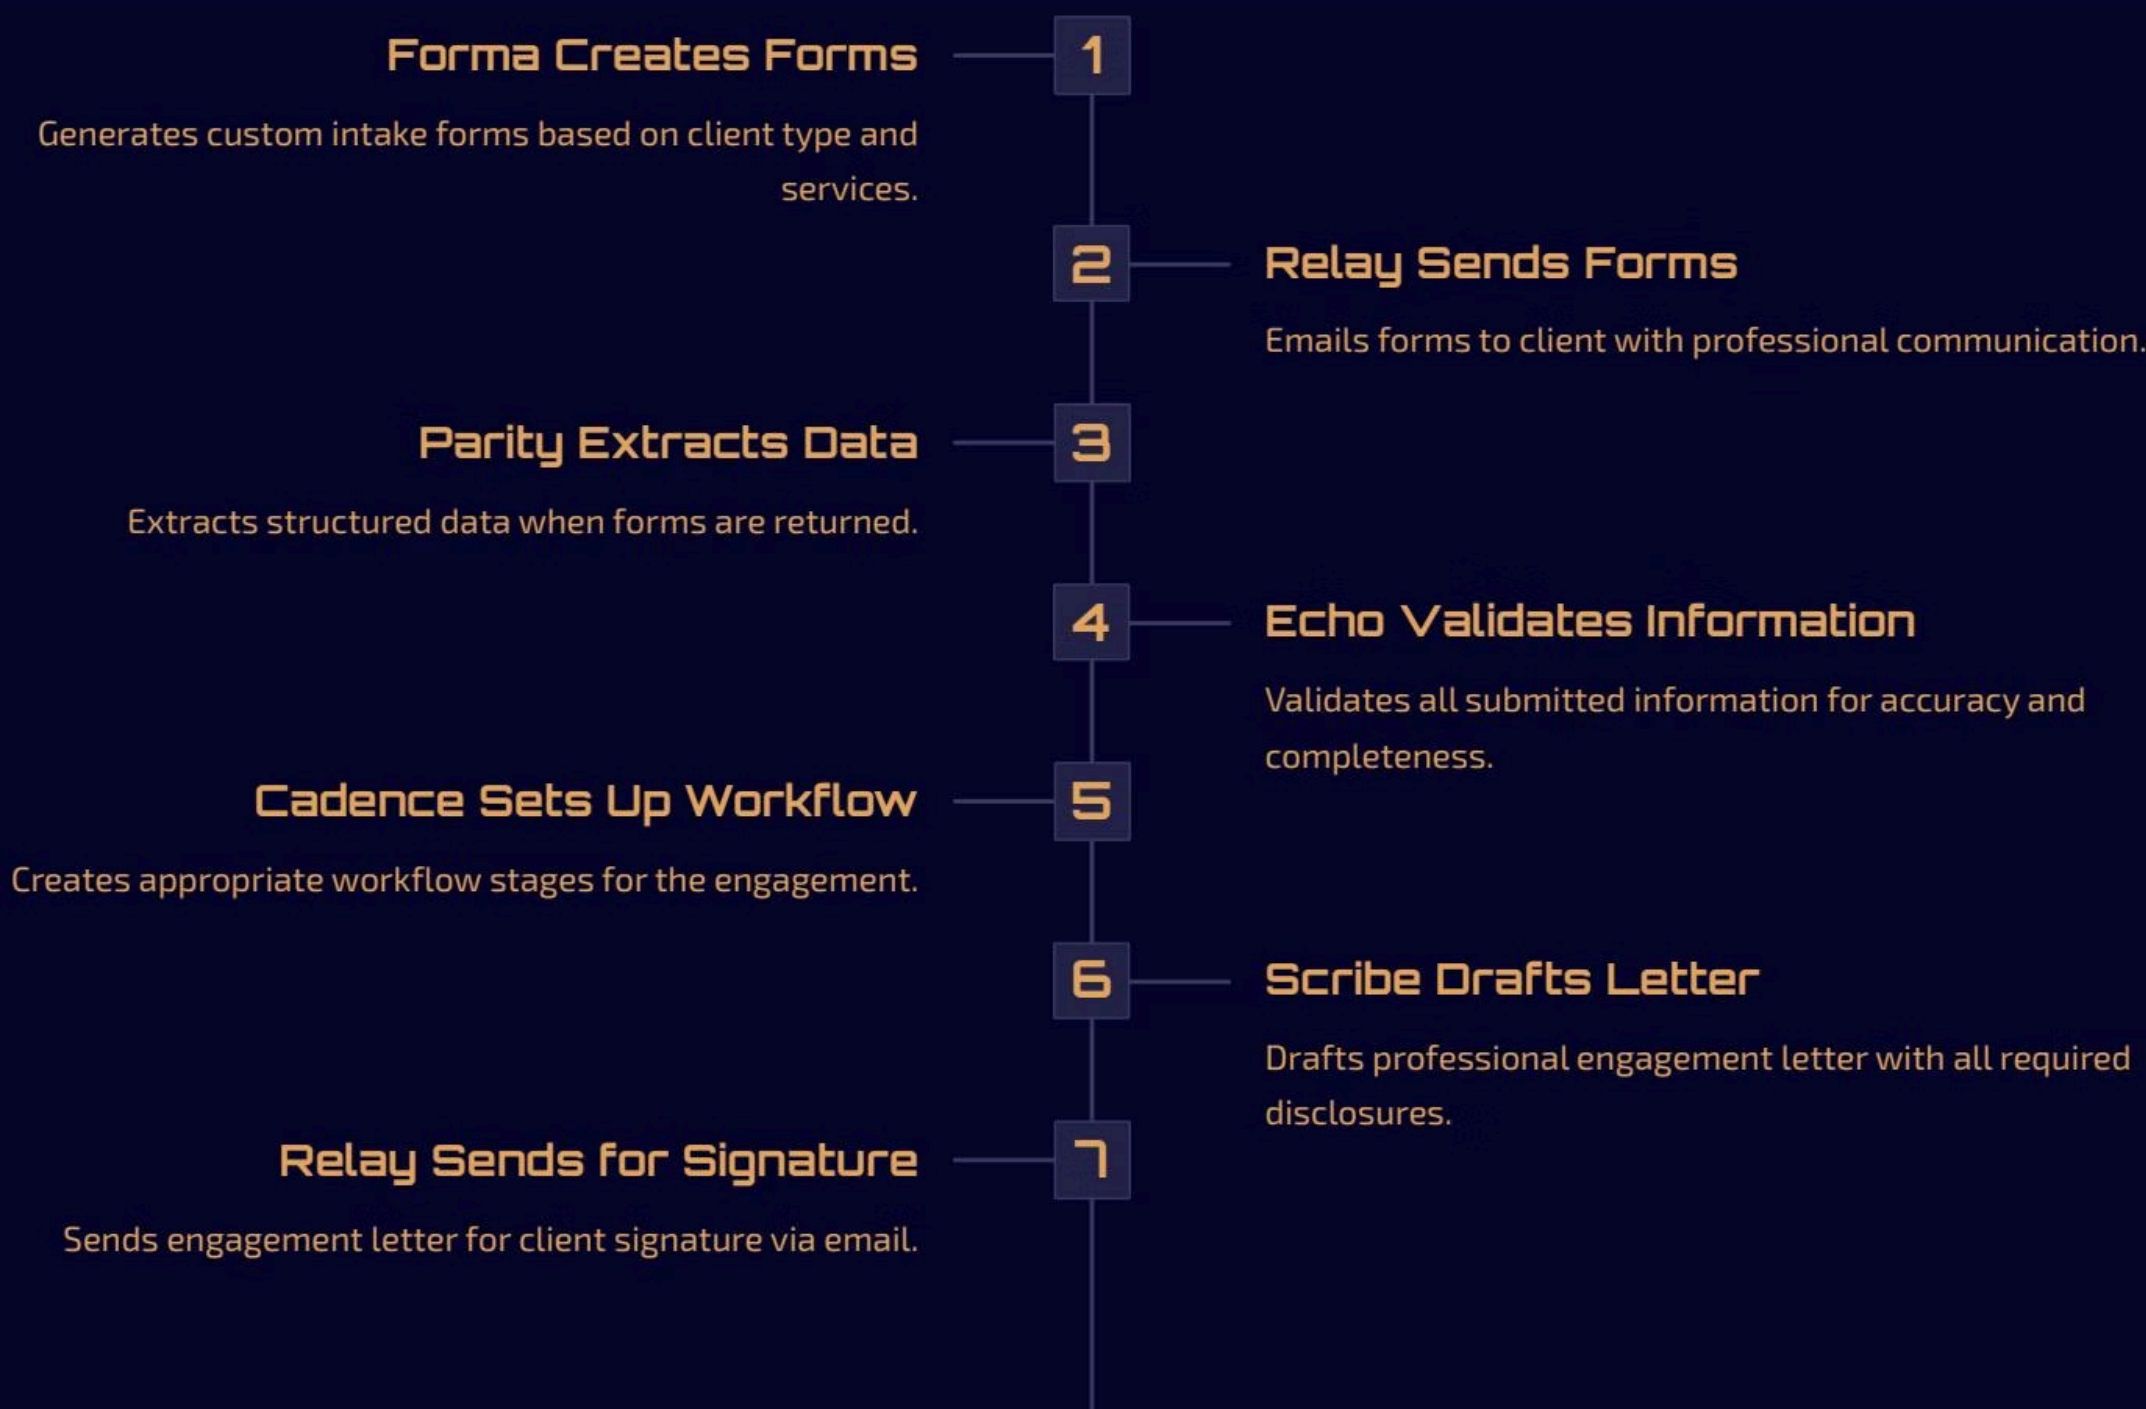 Forma Creates Forms
1
Generates custom intake forms based on client type and
services.
2
Relay Sends Forms
Emails forms to client with professional communication.
Parity Extracts Data
3
Extracts structured data when forms are returned.
4
Echo Validates Information
Validates all submitted information for accuracy and
completeness.
Cadence Sets Up Workflow
5
Creates appropriate workflow stages for the engagement.
6
Scribe Drafts Letter
Drafts professional engagement letter with all required
disclosures.
Relay Sends for Signature
7
Sends engagement letter for client signature via email.